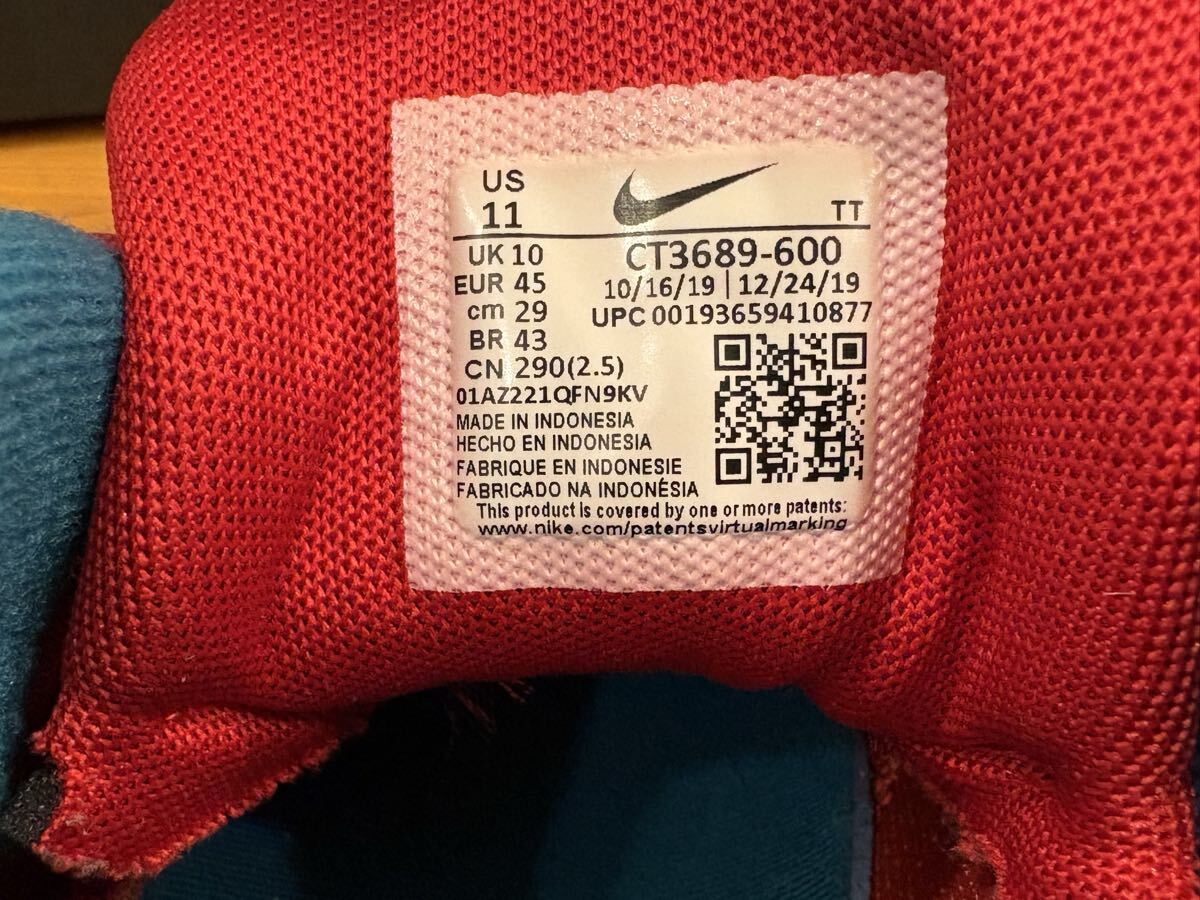 US
11
TT
UK 10
CT3689-600
EUR 45
10/16/19 | 12/24/19
cm 29
UPC 00193659410877
BR 43
CN 290(2.5)
01AZ221QFN9KV
MADE IN INDONESIA
HECHO EN INDONESIA
FABRIQUE EN INDONESIE
FABRICADO NA INDONÉSIA
This product is covered by one or more patents:
www.nike.com/patentsvirtualmarking